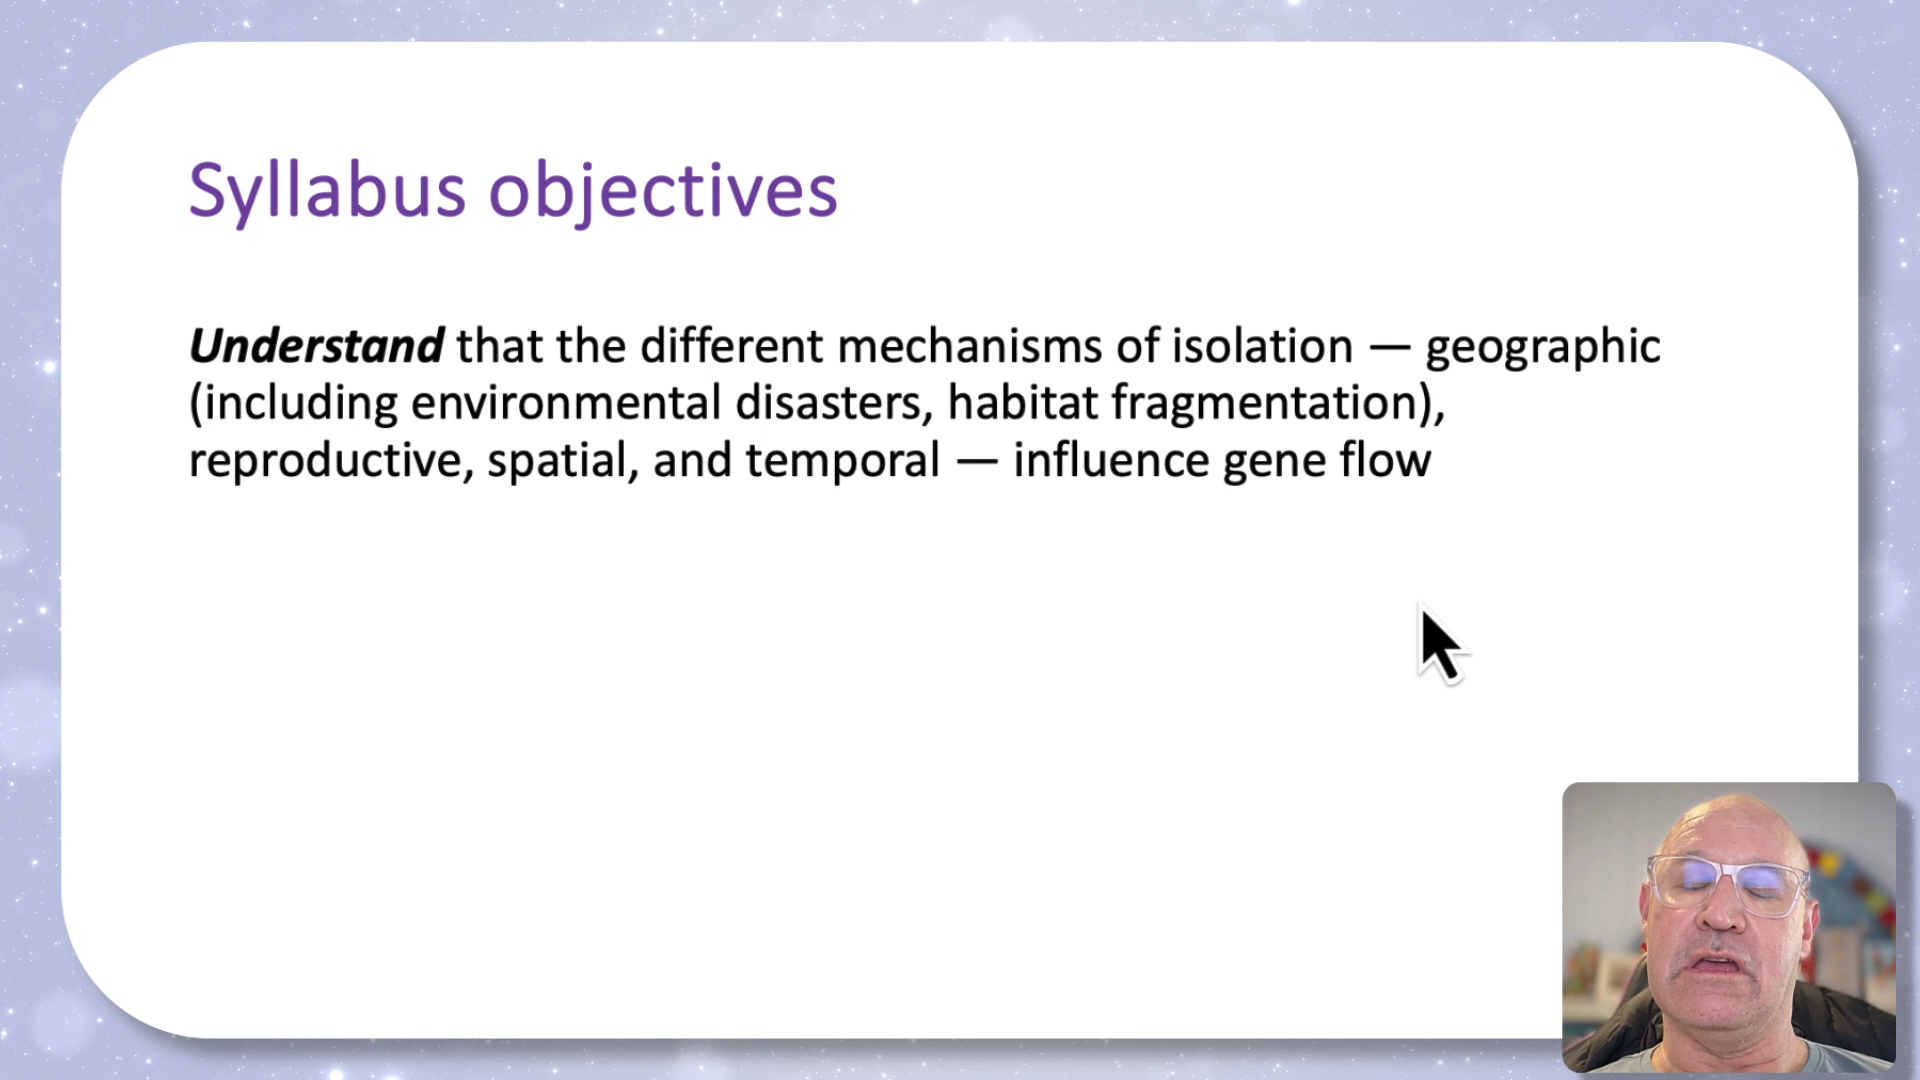 Syllabus objectives
Understand that the different mechanisms of isolation — geographic
(including environmental disasters, habitat fragmentation),
reproductive, spatial, and temporal — influence gene flow